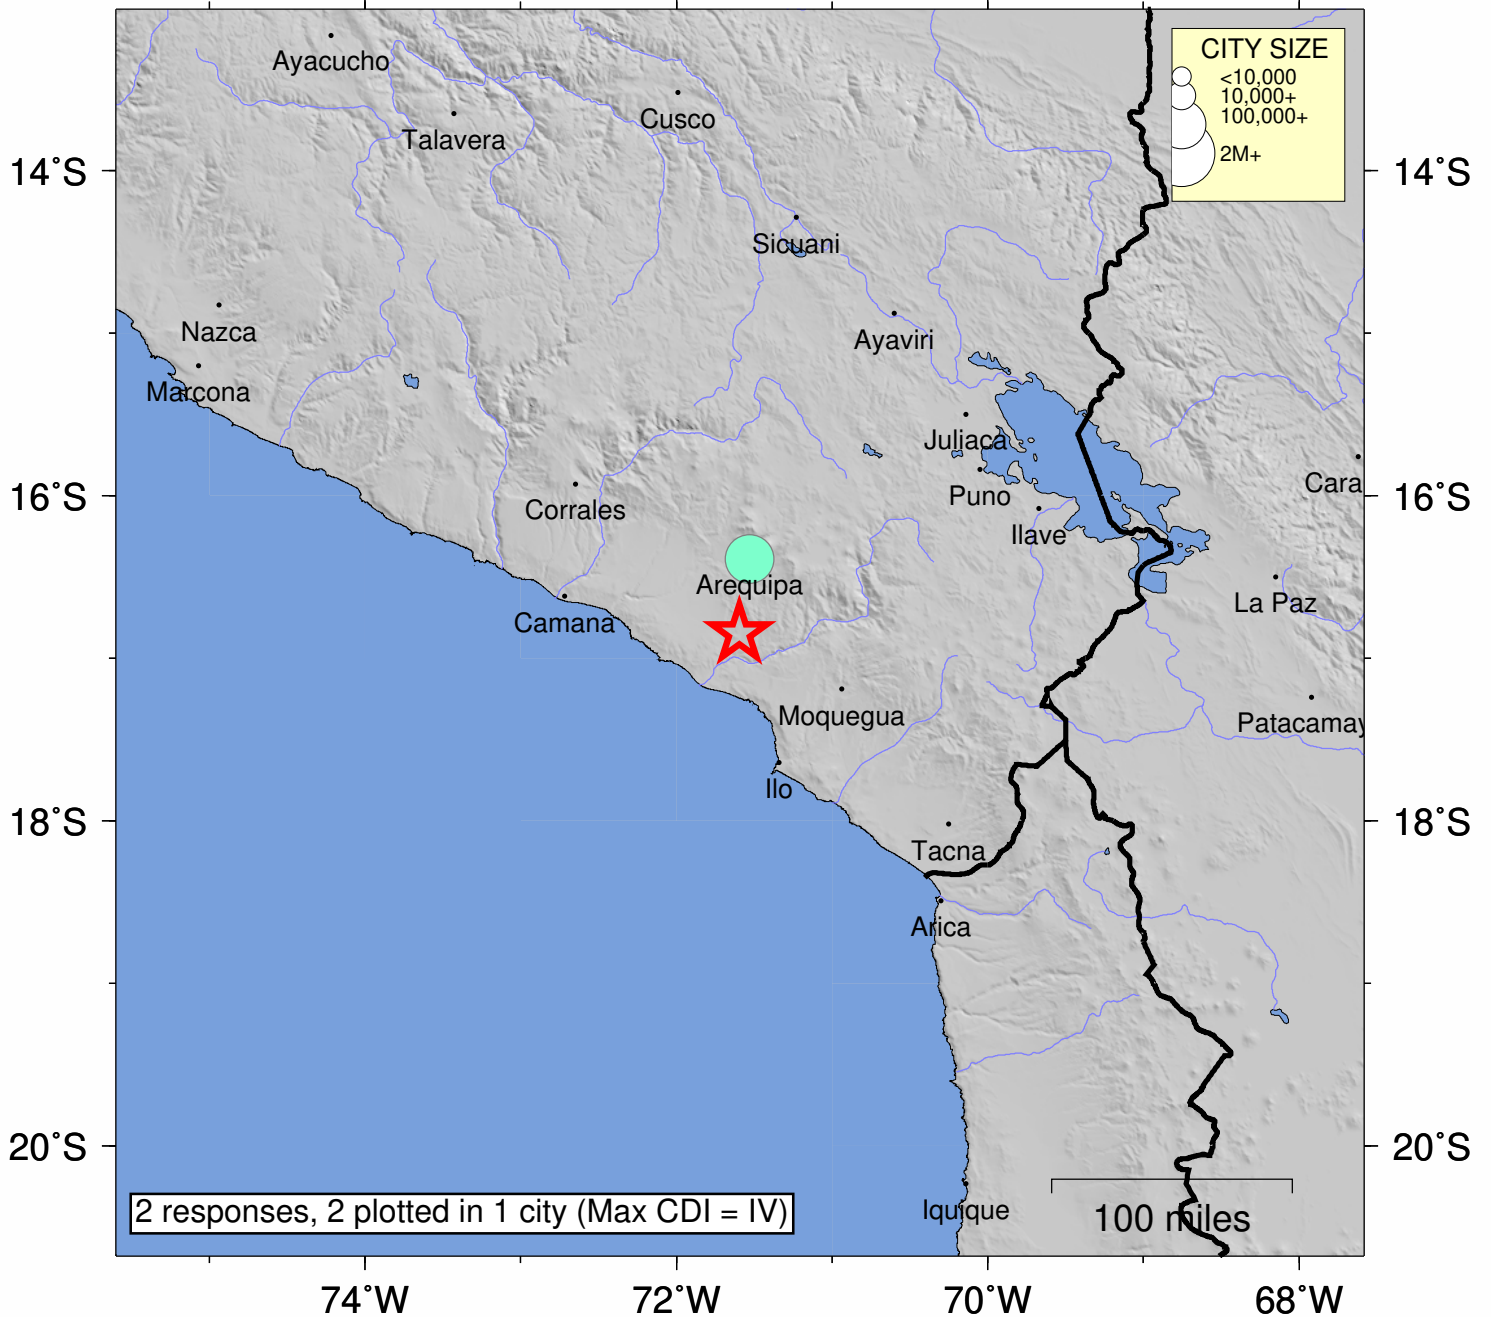 CITY SIZE
<10,000
10,000+
100,000+
2M+
Ayacucho
Cusco
Talavera
14°S
14°S
Sicuani
Nazca
Ayaviri
Marcona
Juliaca
Cara
16°S
Puno
16°S
Corrales
Ilave
Arequipa
La Paz
Camana
Moquegua
Patacamay
Ilo
18°S
18°S
Tacna
Arica
20°S
20°S
2 responses, 2 plotted in 1 city (Max CDI = IV)
Iquique
100 miles
74°W
72°W
70°W
68°W